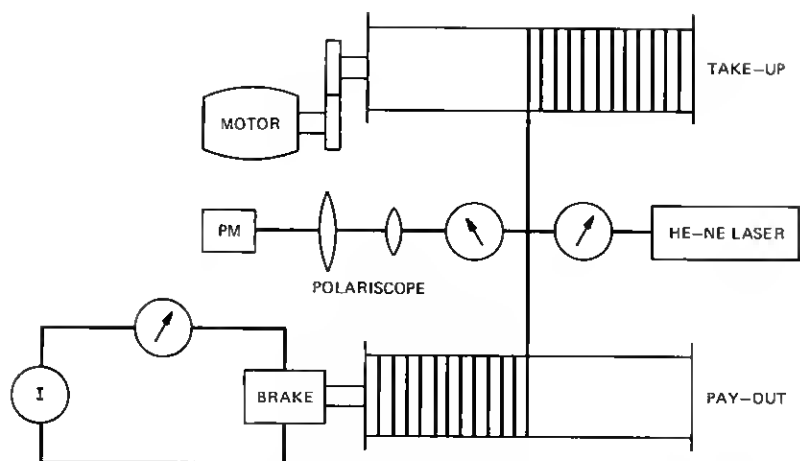 TAKE-UP
MOTOR
PM
HE-NE LASER
POLARISCOPE
I
BRAKE
PAY-OUT